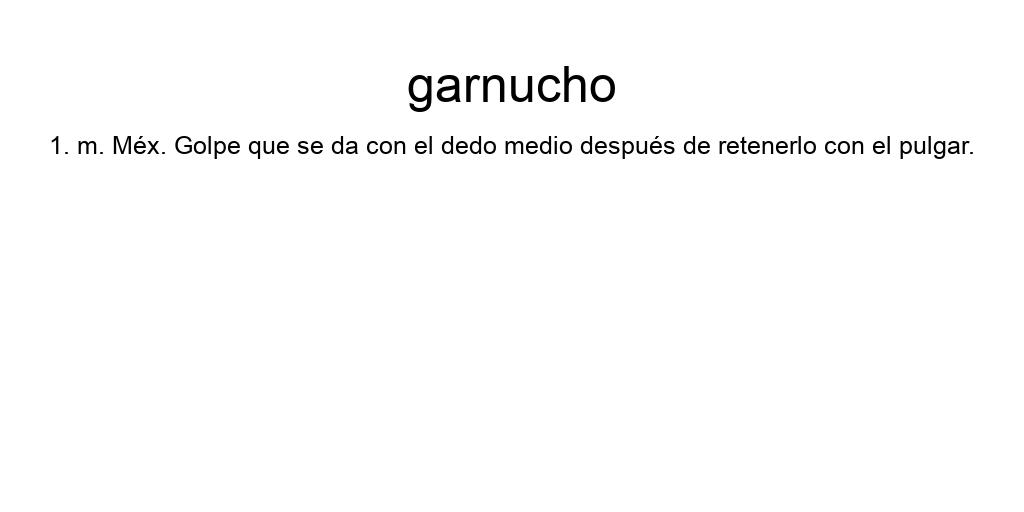 garnucho
1. m. Méx. Golpe que se da con el dedo medio después de retenerlo con el pulgar.